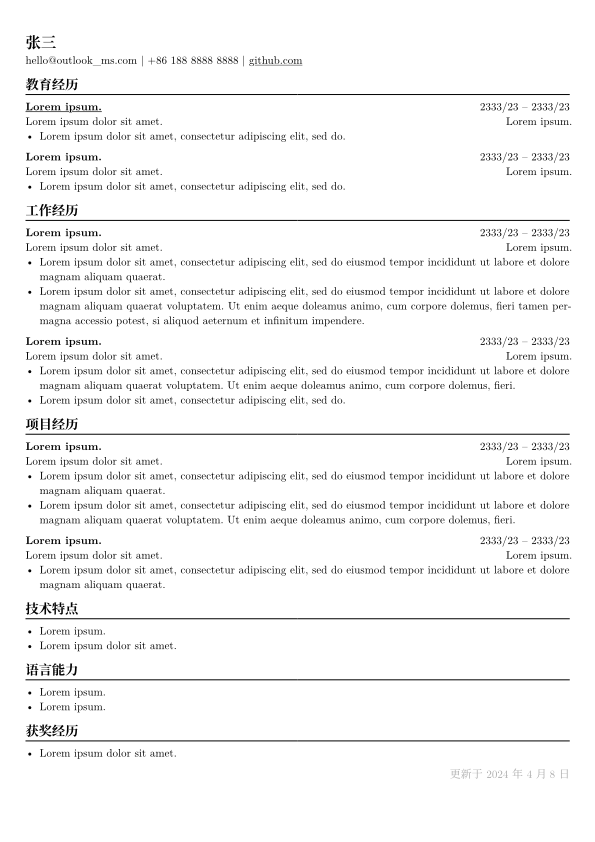 张三
hello@outlook_ms.com | +86 188 8888 8888 | github.com
教育经历
Lorem ipsum. 2333/23 – 2333/23
Lorem ipsum dolor sit amet. Lorem ipsum.
• Lorem ipsum dolor sit amet, consectetur adipiscing elit, sed do.
Lorem ipsum. 2333/23 – 2333/23
Lorem ipsum dolor sit amet. Lorem ipsum.
• Lorem ipsum dolor sit amet, consectetur adipiscing elit, sed do.
工作经历
Lorem ipsum. 2333/23 – 2333/23
Lorem ipsum dolor sit amet. Lorem ipsum.
• Lorem ipsum dolor sit amet, consectetur adipiscing elit, sed do eiusmod tempor incididunt ut labore et dolore
magnam aliquam quaerat.
• Lorem ipsum dolor sit amet, consectetur adipiscing elit, sed do eiusmod tempor incididunt ut labore et dolore
magnam aliquam quaerat voluptatem. Ut enim aeque doleamus animo, cum corpore dolemus, fieri tamen per-
magna accessio potest, si aliquod aeternum et infinitum impendere.
Lorem ipsum. 2333/23 – 2333/23
Lorem ipsum dolor sit amet. Lorem ipsum.
• Lorem ipsum dolor sit amet, consectetur adipiscing elit, sed do eiusmod tempor incididunt ut labore et dolore
magnam aliquam quaerat voluptatem. Ut enim aeque doleamus animo, cum corpore dolemus, fieri.
• Lorem ipsum dolor sit amet, consectetur adipiscing elit, sed do.
项目经历
Lorem ipsum. 2333/23 – 2333/23
Lorem ipsum dolor sit amet. Lorem ipsum.
• Lorem ipsum dolor sit amet, consectetur adipiscing elit, sed do eiusmod tempor incididunt ut labore et dolore
magnam aliquam quaerat.
• Lorem ipsum dolor sit amet, consectetur adipiscing elit, sed do eiusmod tempor incididunt ut labore et dolore
magnam aliquam quaerat voluptatem. Ut enim aeque doleamus animo, cum corpore dolemus, fieri.
Lorem ipsum. 2333/23 – 2333/23
Lorem ipsum dolor sit amet. Lorem ipsum.
• Lorem ipsum dolor sit amet, consectetur adipiscing elit, sed do eiusmod tempor incididunt ut labore et dolore
magnam aliquam quaerat.
技术特点
• Lorem ipsum.
• Lorem ipsum dolor sit amet.
语言能力
• Lorem ipsum.
• Lorem ipsum.
获奖经历
• Lorem ipsum dolor sit amet.
更新于 2024 年 4 月 8 日